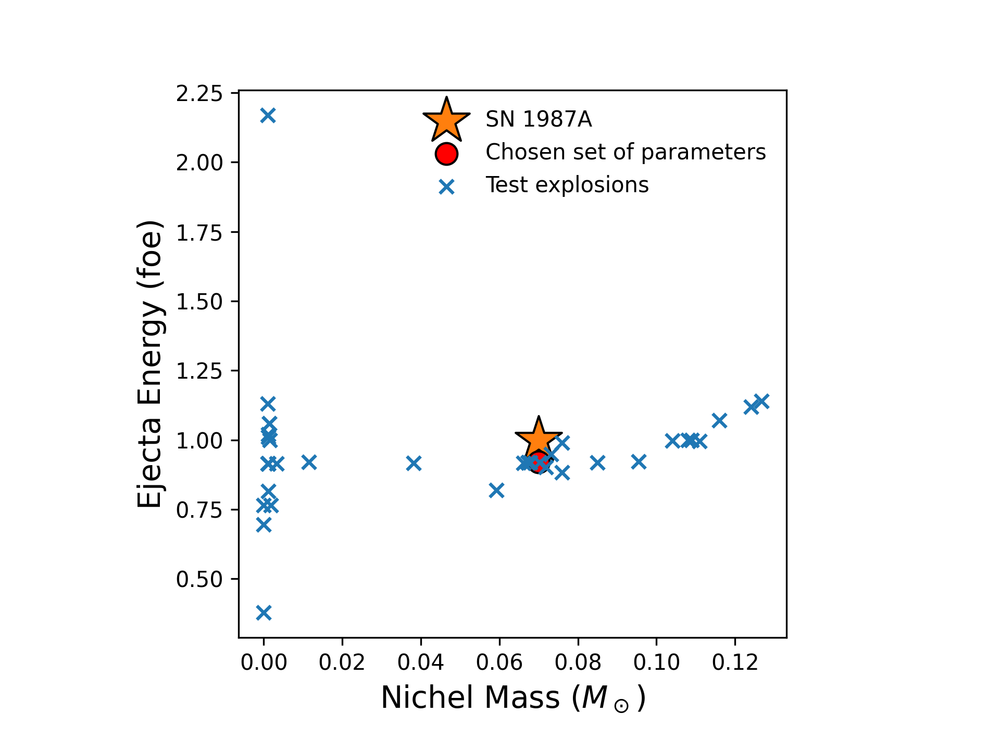 2.25
2.00
1.75
1.50
1.25
1.00
0.75
0.50
Ejecta Energy (foe)
SN 1987A
Chosen set of parameters
Test explosions
0.00 0.02 0.04 0.06 0.08 0.10 0.12
Nichel Mass (M⊙)